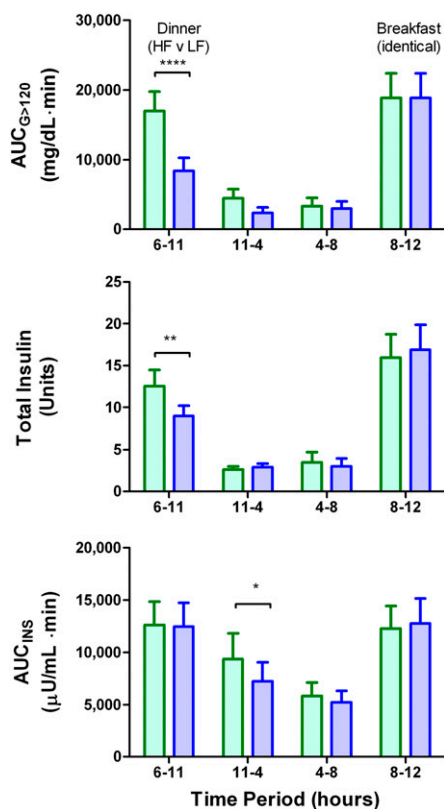 Dinner
(HF v LF)
Breakfast
(identical)
****
AUCG>120
(mg/dL·min)
30,000
20,000
10,000
0
6-11 11-4 4-8 8-12
**
Total Insulin
(Units)
25
20
15
10
5
0
6-11 11-4 4-8 8-12
*
AUCINS
(μU/mL ·min)
20,000
15,000
10,000
5,000
0
6-11 11-4 4-8 8-12
Time Period (hours)